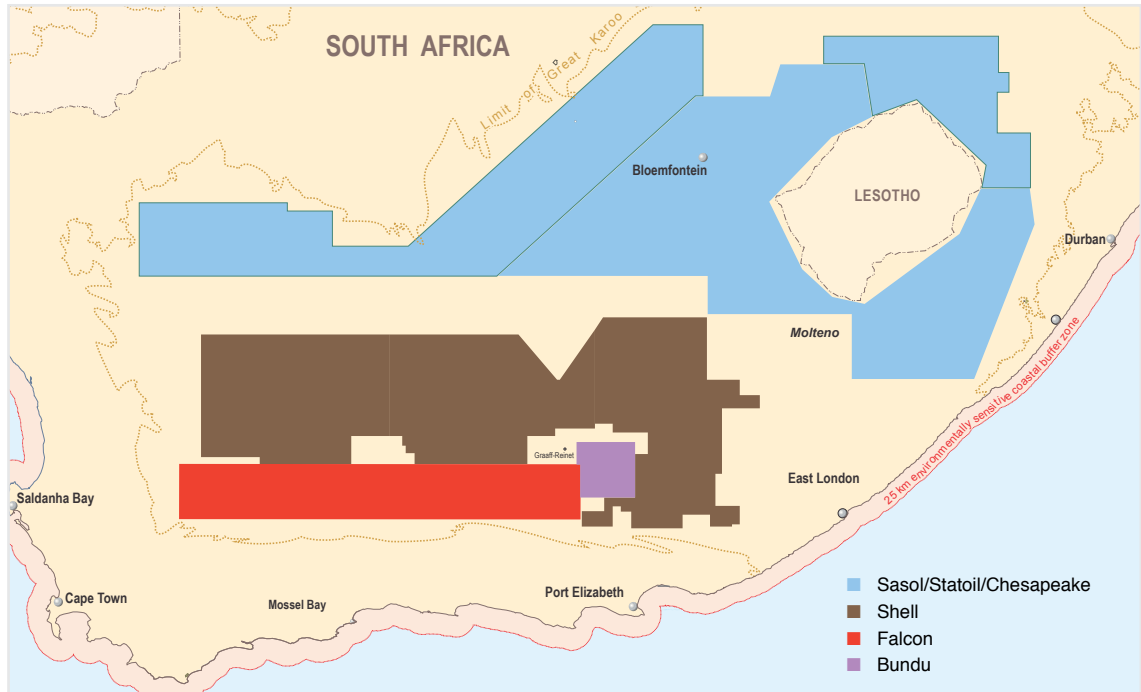 SOUTH AFRICA
Limit of Great Karoo
Bloemfontein
LESOTHO
Durban
Molteno
25 km environmentally sensitive coastal buffer zone
Graaff-Reinet
East London
Saldanha Bay
Cape Town
Mossel Bay
Port Elizabeth
Sasol/Statoil/Chesapeake
Shell
Falcon
Bundu